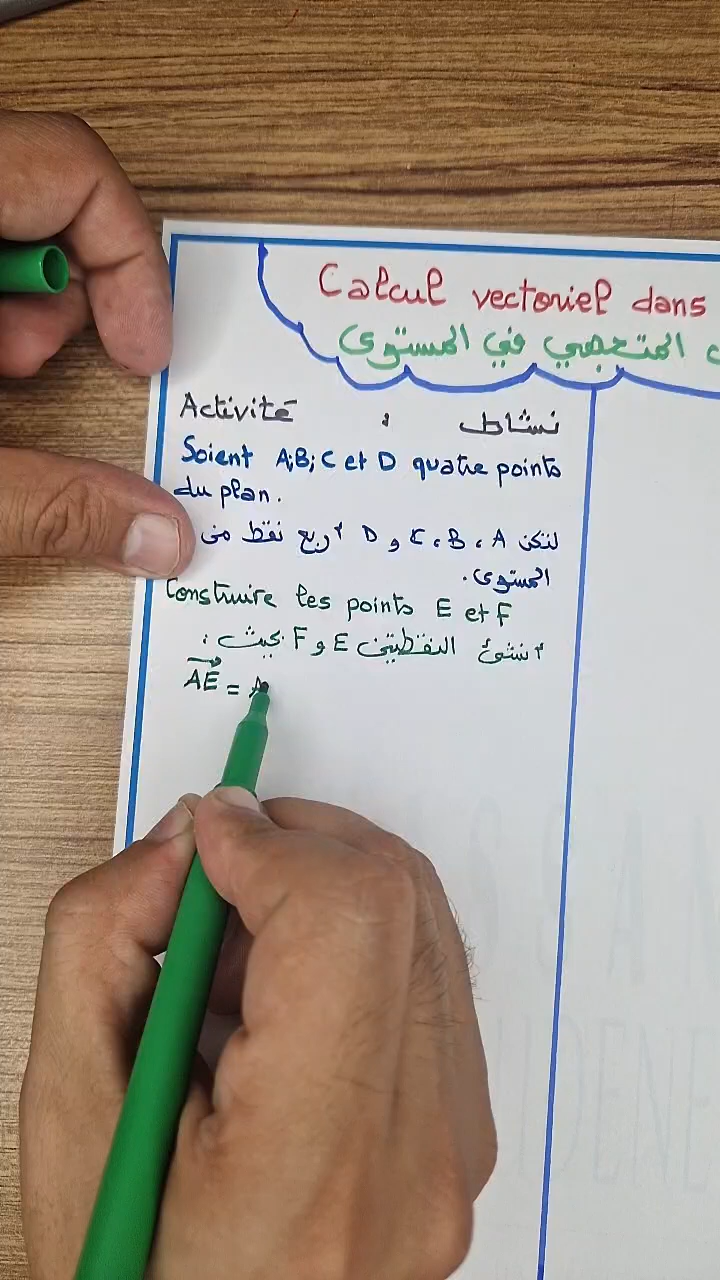 Calcul vectoriel dans
المتجهي في المستوى
Activité : نشاط
Soient A;B;C et D quatre points
du plan.
لتكن A ، B ، C و D أربع نقط من
المستوى.
Construire les points E et F
أنشئ النقطتين E و F بحيث :
AE =